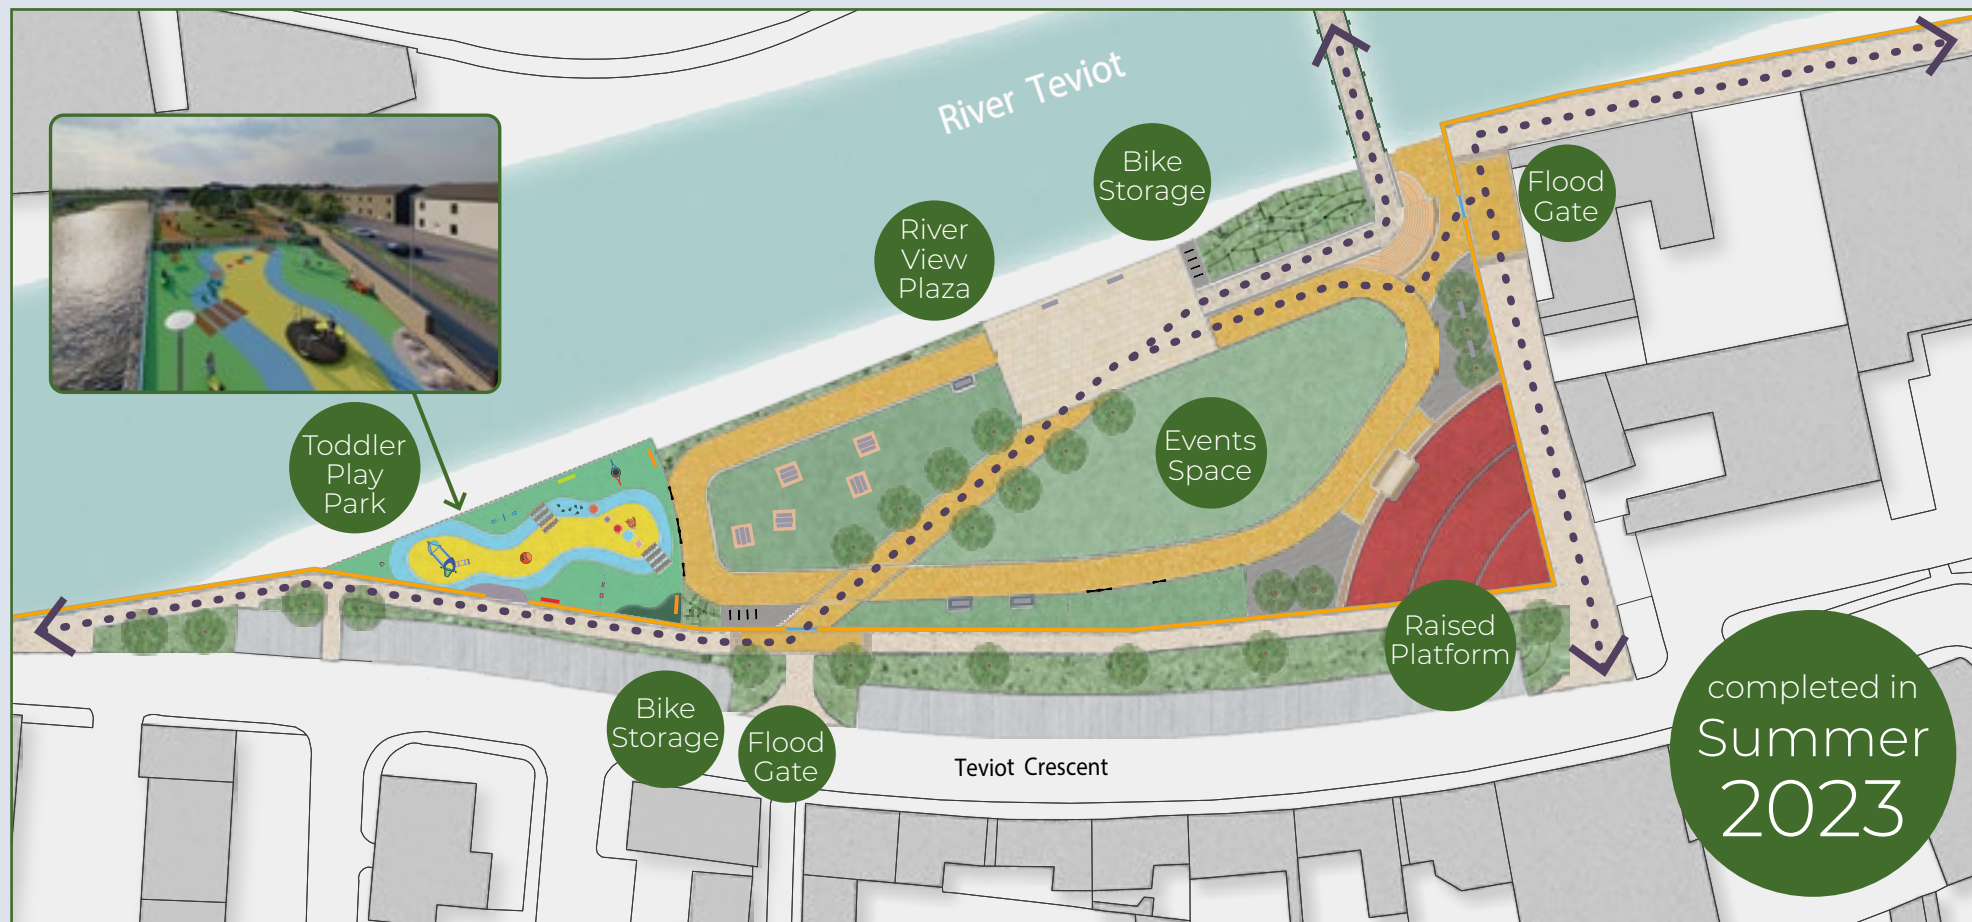 River Teviot
Bike
Storage
Flood
Gate
River
View
Plaza
Toddler
Play
Park
Events
Space
Raised
Platform
Bike
Storage
Flood
Gate
Teviot Crescent
completed in
Summer
2023